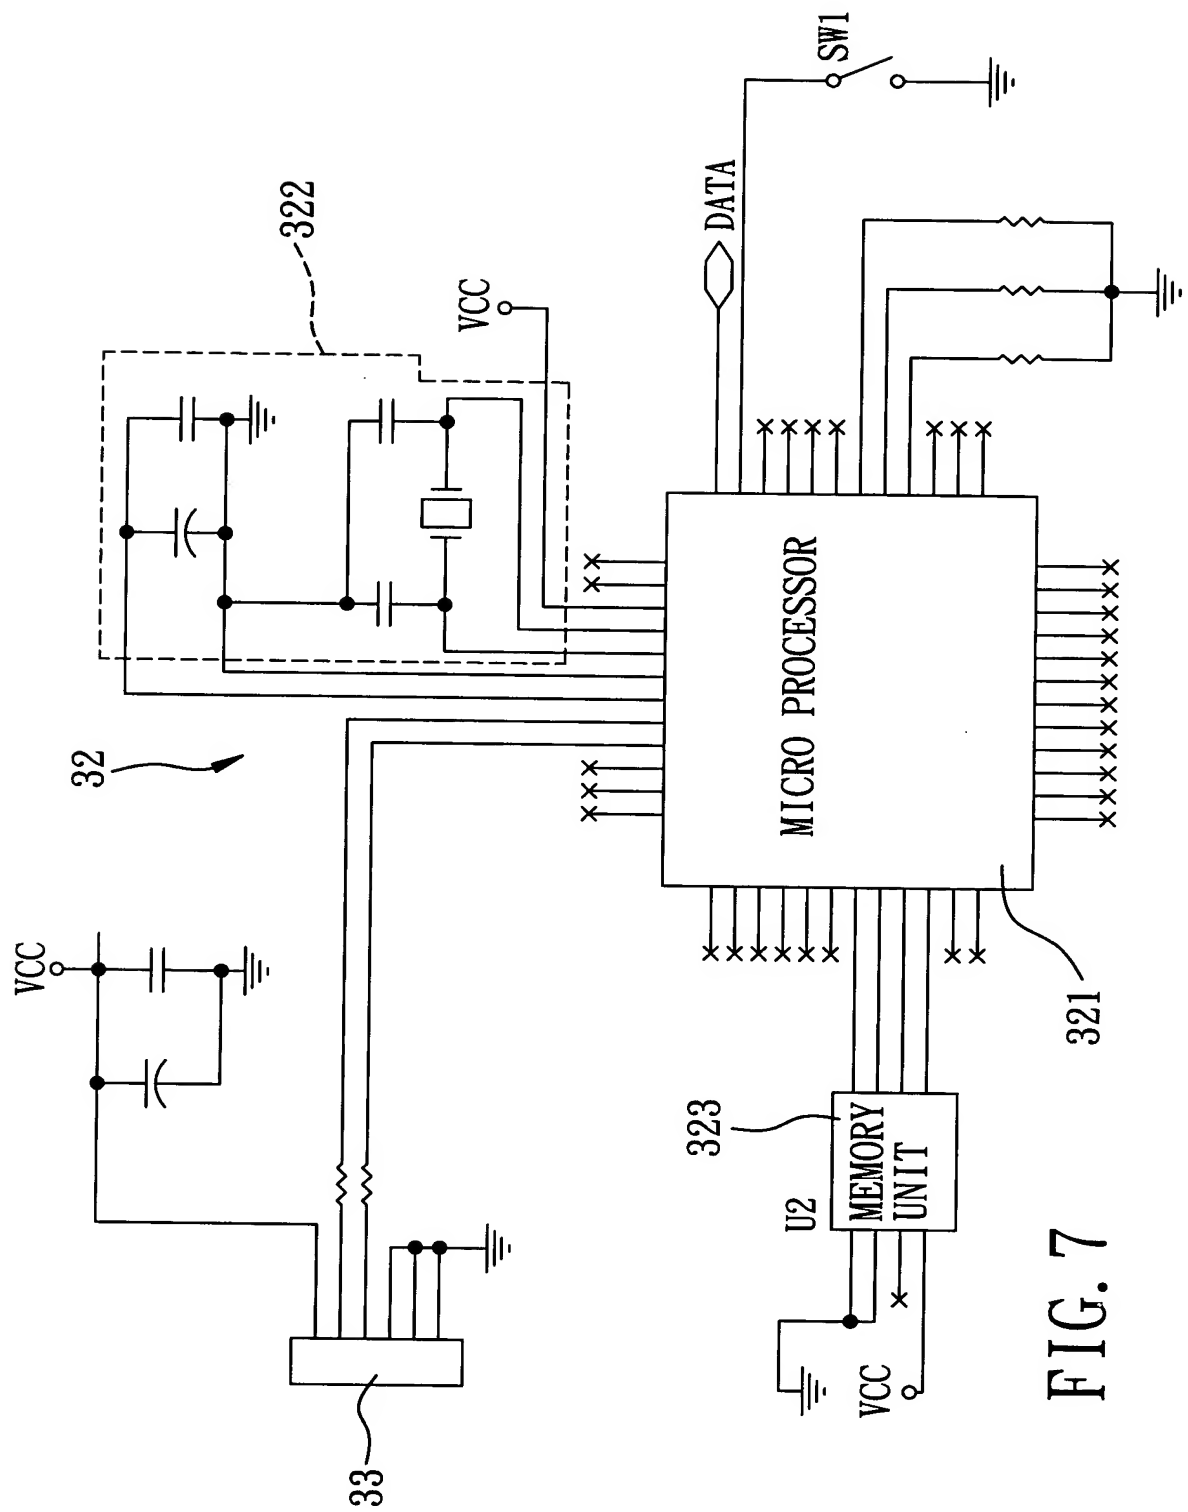 VCC
32
322
VCC
DATA
SW1
33
323
U2
MEMORY
UNIT
VCC
321
MICRO PROCESSOR
FIG. 7